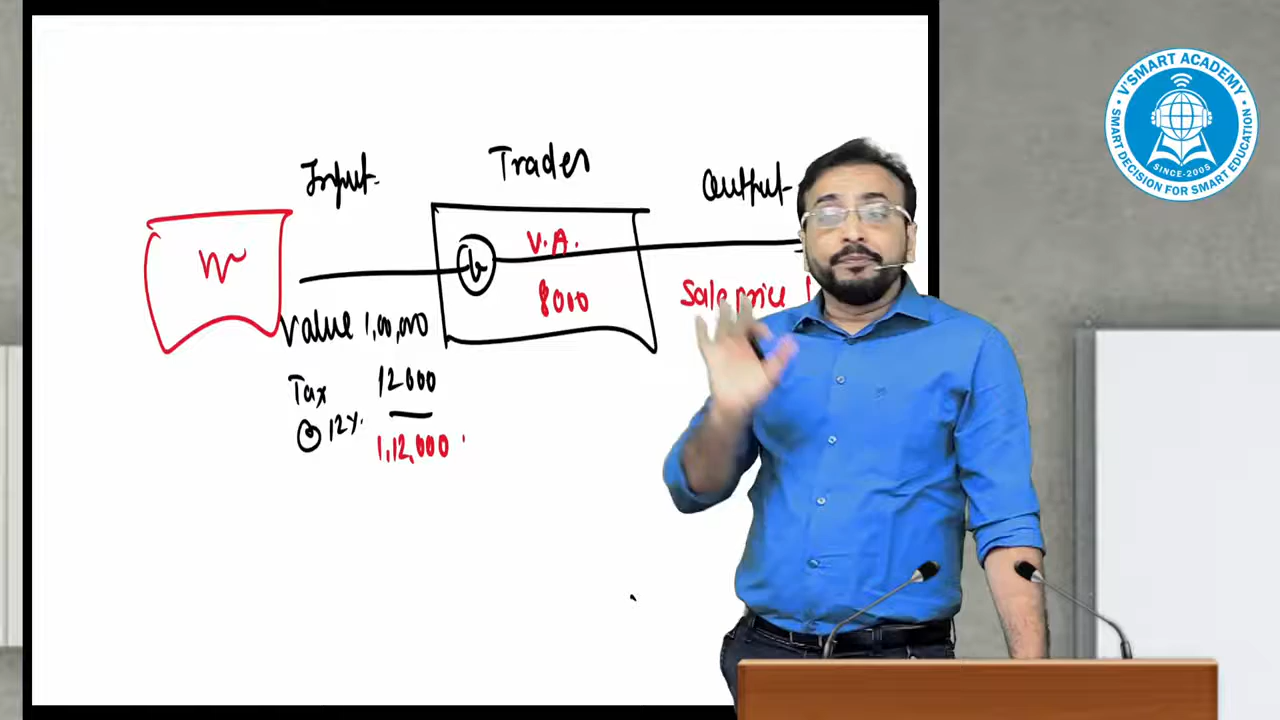 Input
Trader
Output
W
V.A.
8000
Value 1,00,000
Sale price
Tax 12000
@ 12%.
1,12,000
V'SMART ACADEMY
SINCE-2005
SMART DECISION FOR SMART EDUCATION